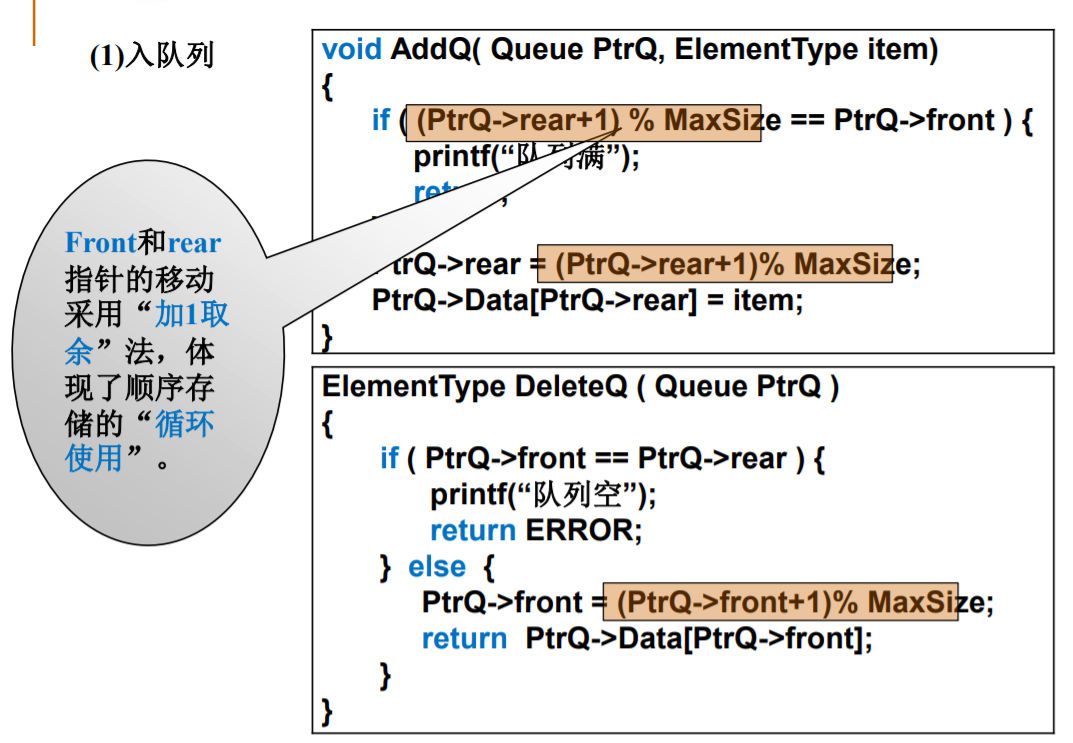 (1)入队列
void AddQ( Queue PtrQ, ElementType item)
{
if ( (PtrQ->rear+1) % MaxSize == PtrQ->front ) {
printf(“队列满”);
;
trQ->rear = (PtrQ->rear+1)% MaxSize;
PtrQ->Data[PtrQ->rear] = item;
}
Front和rear
指针的移动
采用“加1取
余”法，体
现了顺序存
储的“循环
使用”。
ElementType DeleteQ ( Queue PtrQ )
{
if ( PtrQ->front == PtrQ->rear ) {
printf(“队列空”);
return ERROR;
} else {
PtrQ->front = (PtrQ->front+1)% MaxSize;
return PtrQ->Data[PtrQ->front];
}
}